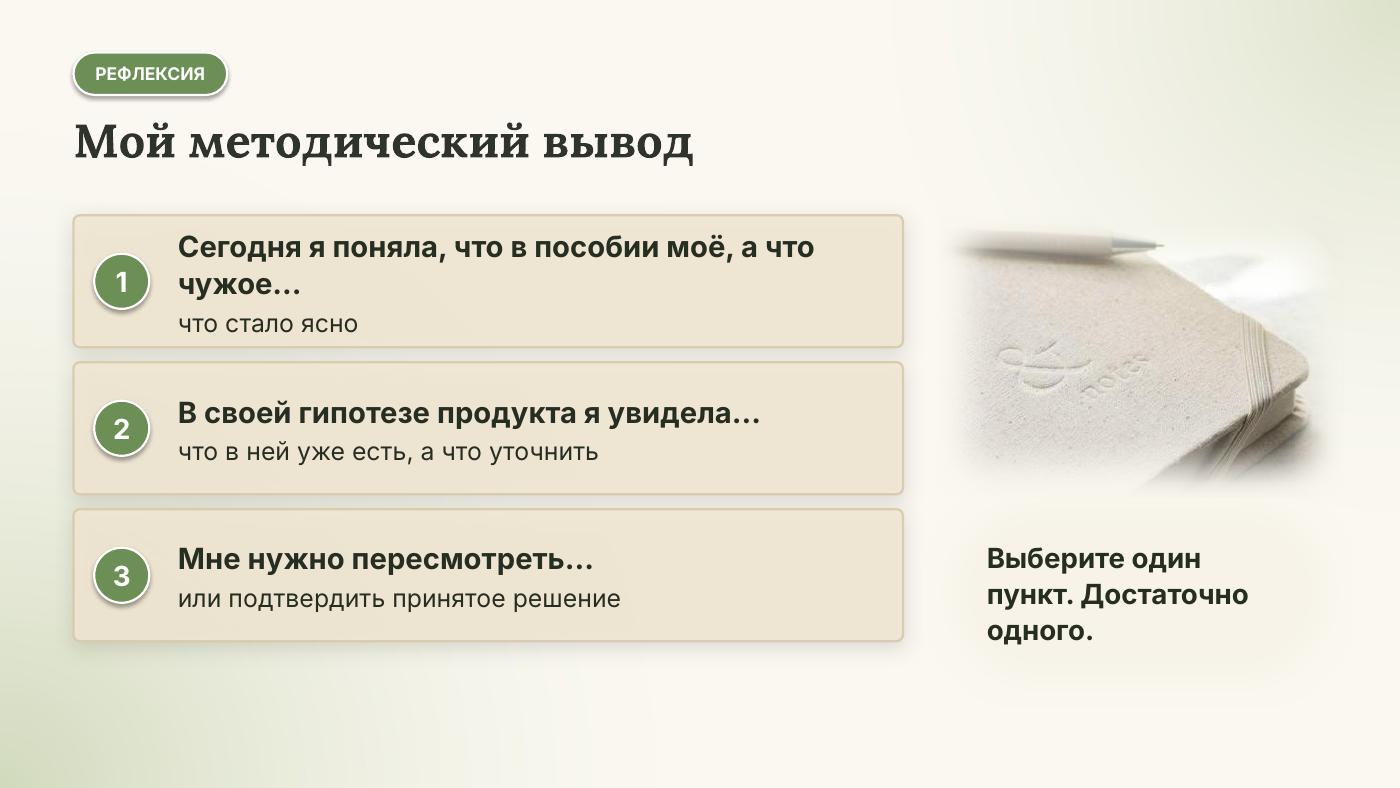 РЕФЛЕКСИЯ
Мой методический вывод
1
Сегодня я поняла, что в пособии моё, а что
чужое...
что стало ясно
2
В своей гипотезе продукта я увидела...
что в ней уже есть, а что уточнить
3
Мне нужно пересмотреть...
или подтвердить принятое решение
notes
Выберите один
пункт. Достаточно
одного.